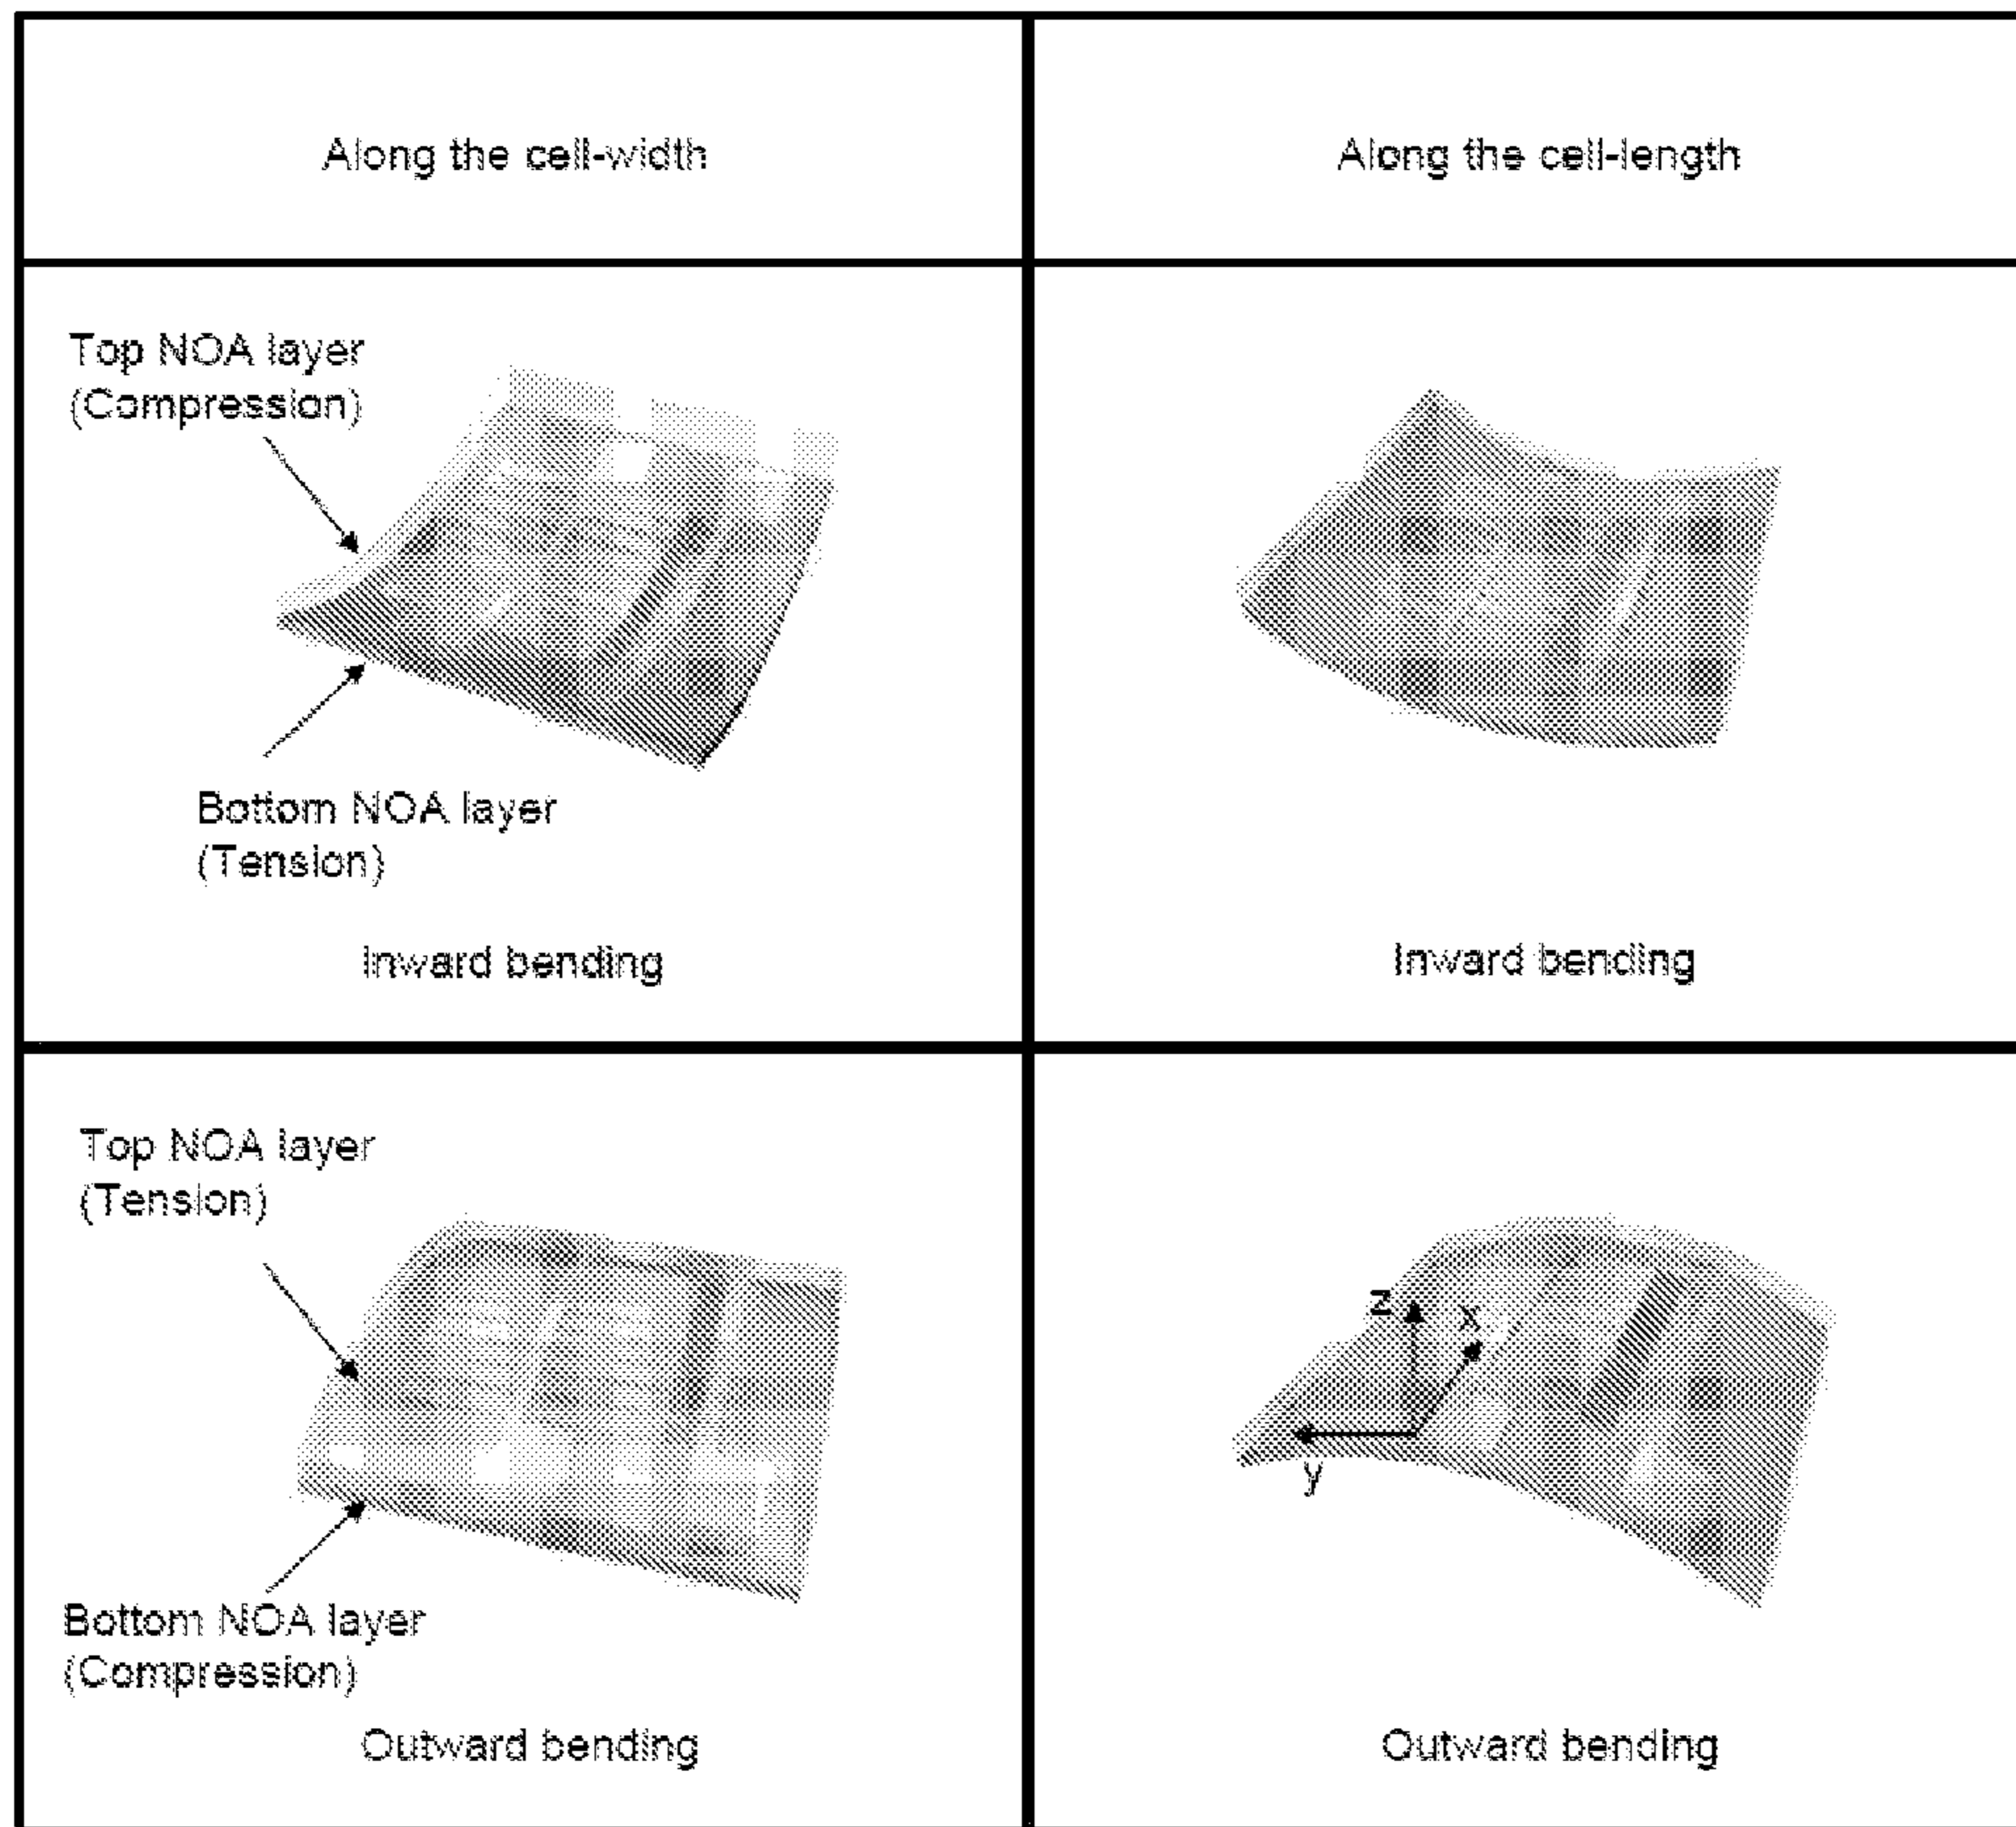 Along the cell-width
Along the cell-length
Top NOA layer
(Compression)
Bottom NOA layer
(Tension)
Inward bending
Inward bending
Top NOA layer
(Tension)
Bottom NOA layer
(Compression)
Outward bending
z
x
y
Outward bending